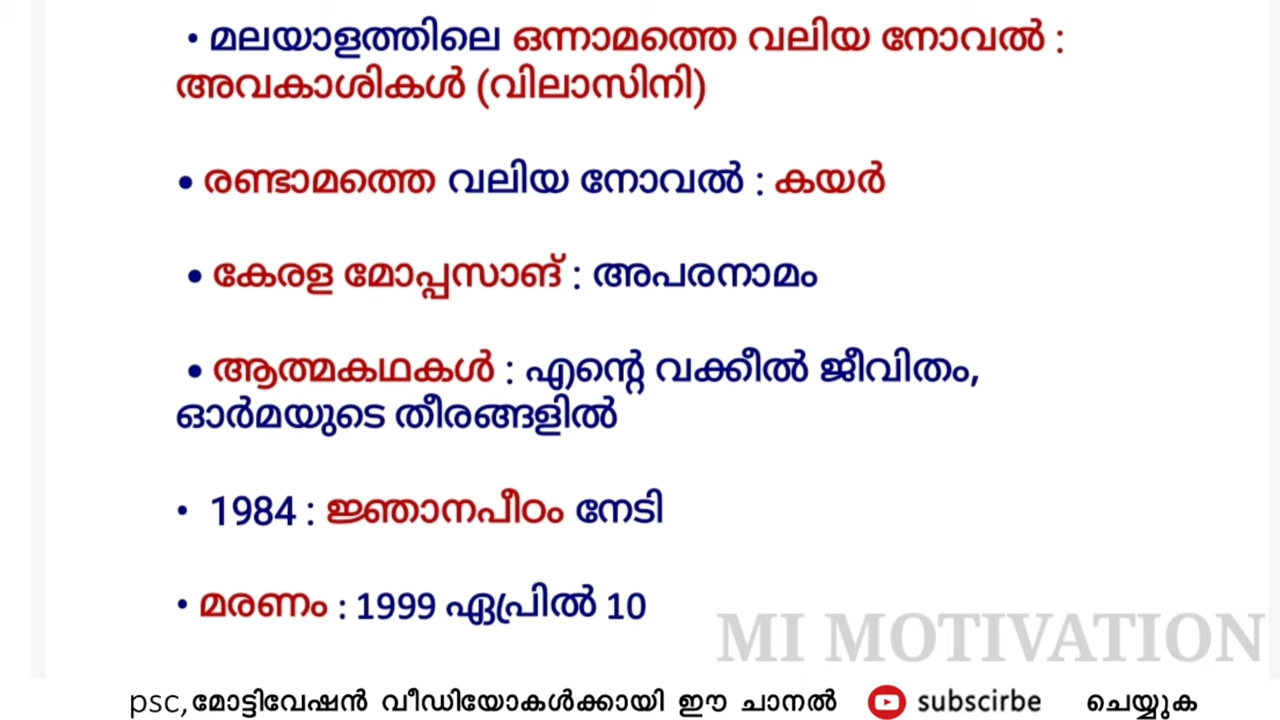 • മലയാളത്തിലെ ഒന്നാമത്തെ വലിയ നോവൽ :
അവകാശികൾ (വിലാസിനി)
• രണ്ടാമത്തെ വലിയ നോവൽ : കയർ
• കേരള മോപ്പസാങ് : അപരനാമം
• ആത്മകഥകൾ : എന്റെ വക്കീൽ ജീവിതം,
ഓർമയുടെ തീരങ്ങളിൽ
• 1984 : ജ്ഞാനപീഠം നേടി
• മരണം : 1999 ഏപ്രിൽ 10
MI MOTIVATION
psc,മോട്ടിവേഷൻ വീഡിയോകൾക്കായി ഈ ചാനൽ subscirbe ചെയ്യുക